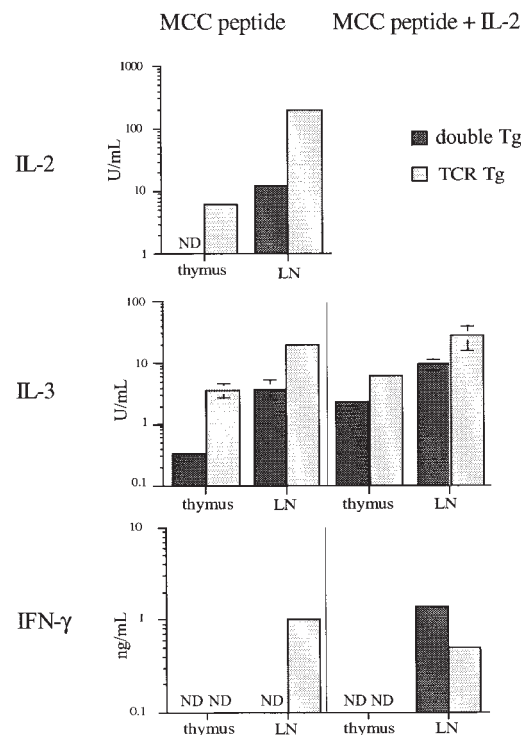 MCC peptide
MCC peptide + IL-2
IL-2
U/mL
1000
100
10
1
ND
thymus
LN
double Tg
TCR Tg
IL-3
U/mL
100
10
1
0.1
thymus
LN
thymus
LN
IFN-γ
ng/mL
10
1
0.1
ND ND
ND
ND ND
thymus
LN
thymus
LN